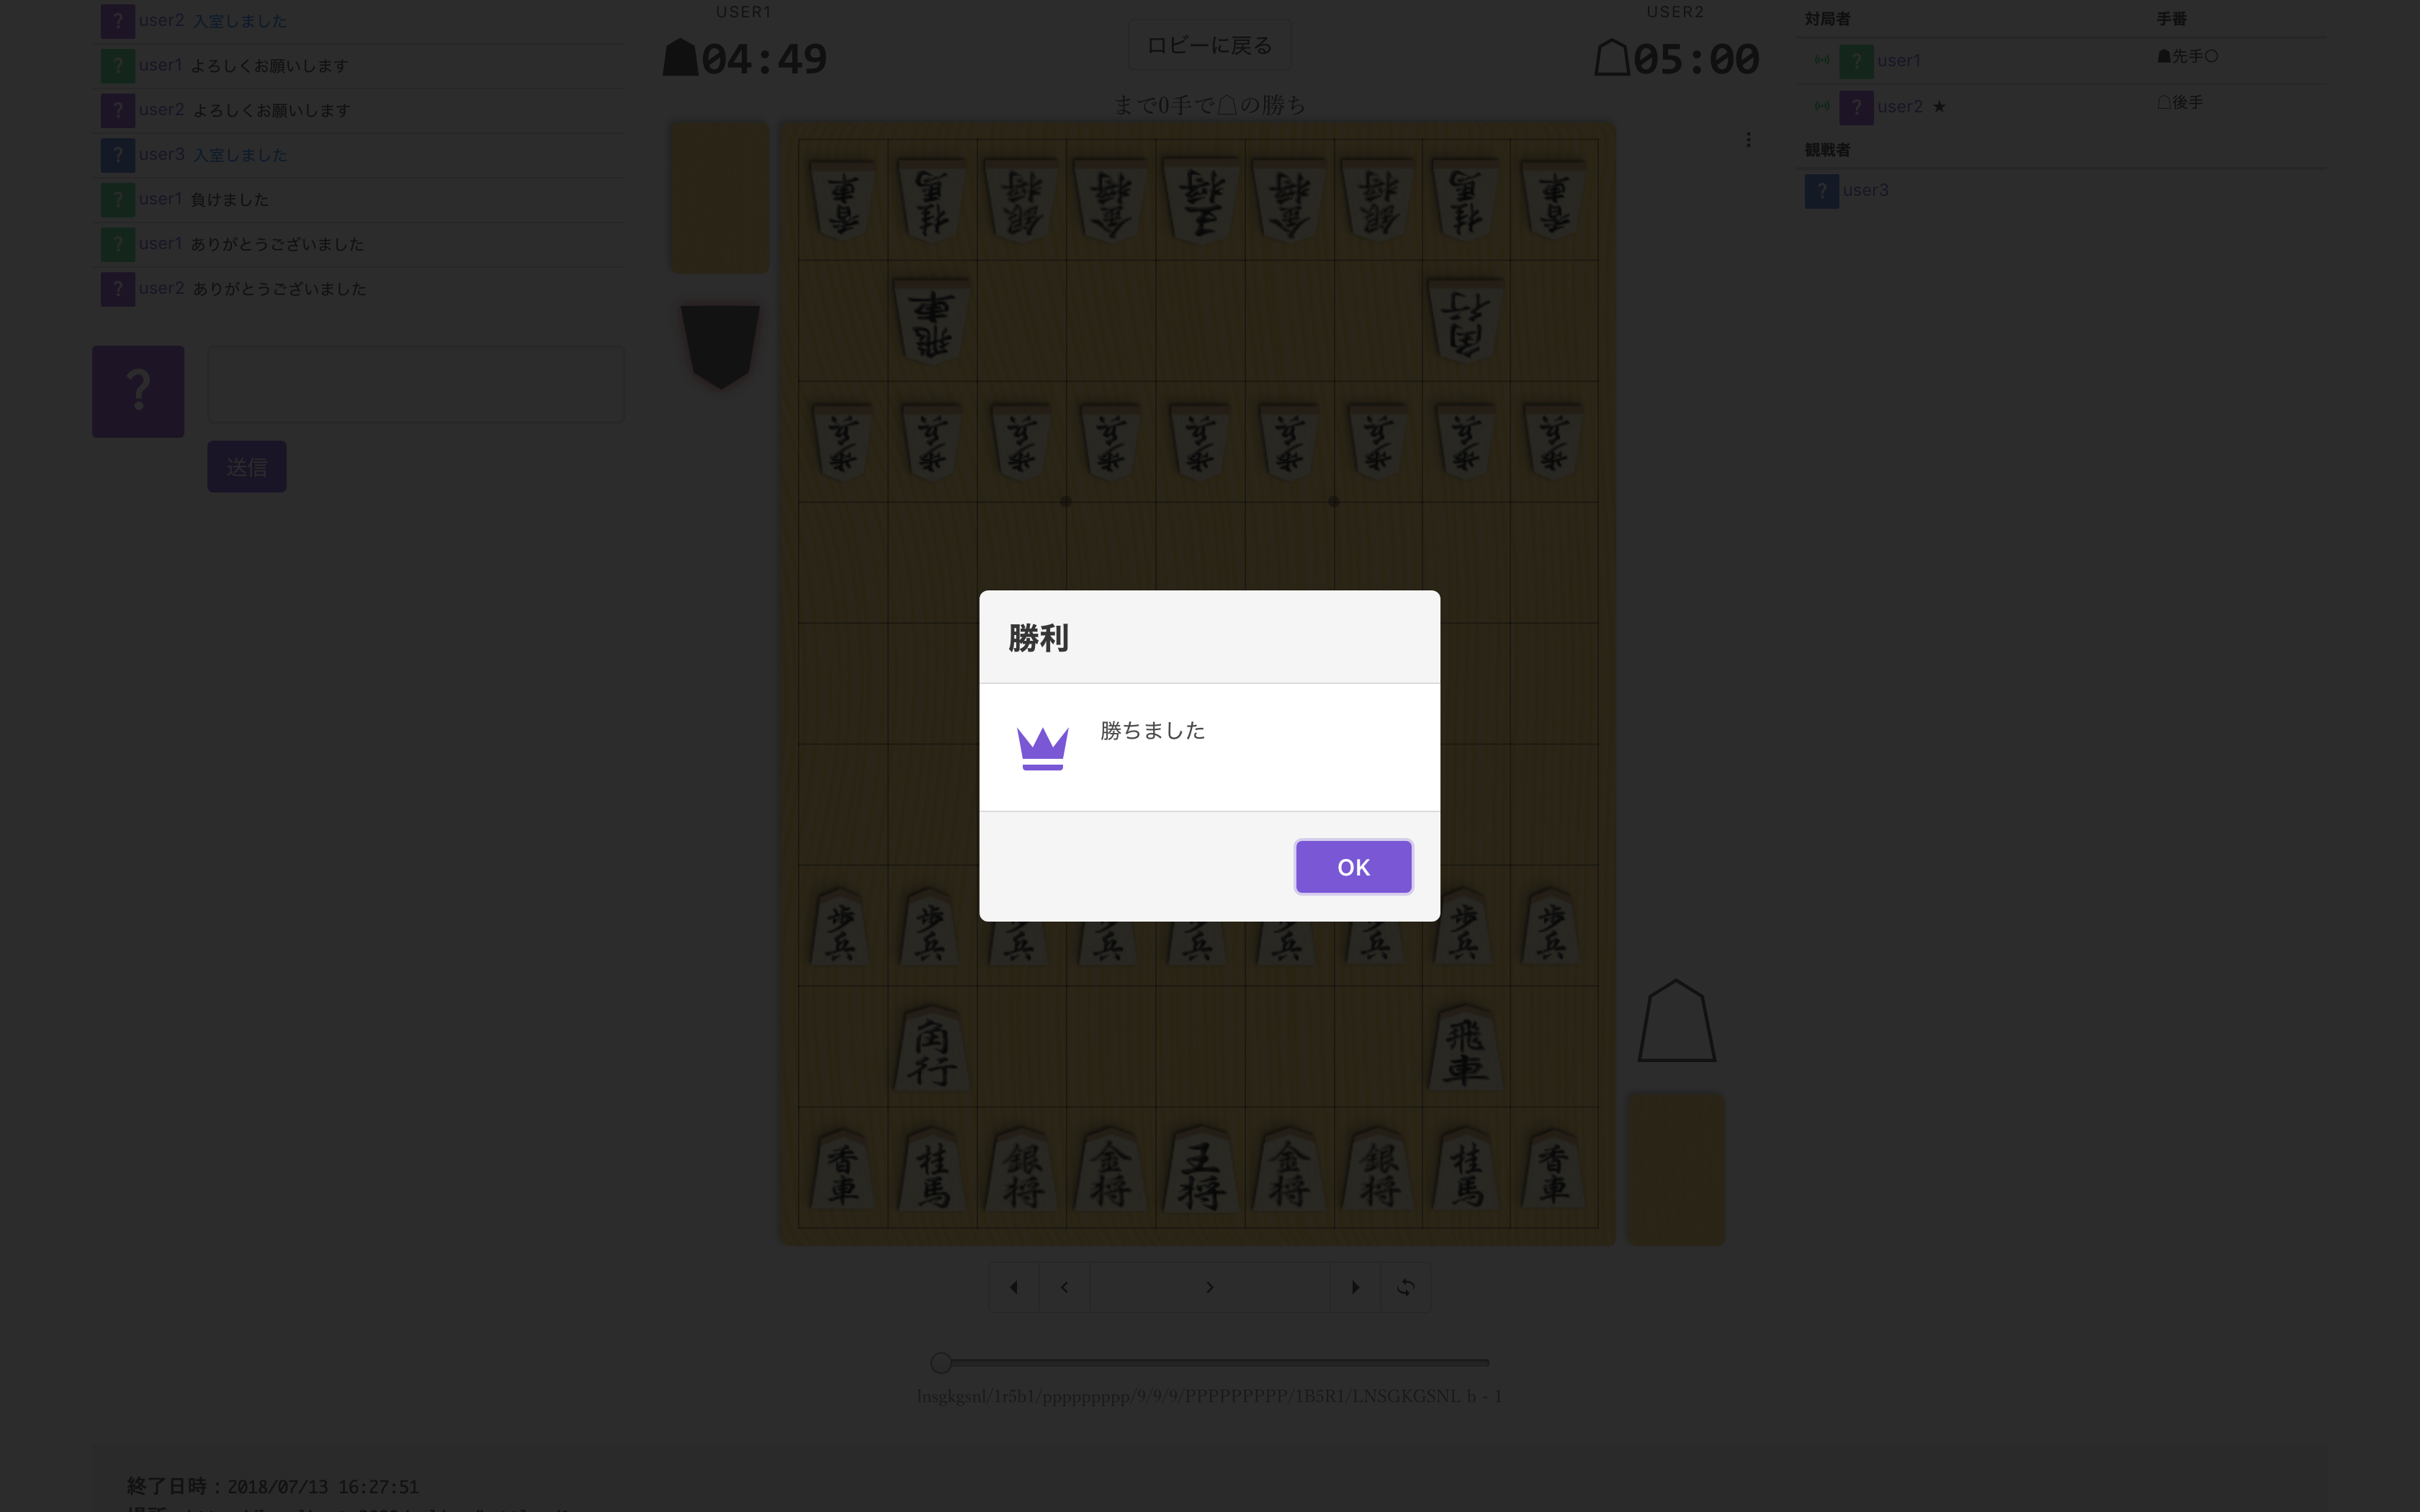 user2 入室しました
user1 よろしくお願いします
user2 よろしくお願いします
user3 入室しました
user1 負けました
user1 ありがとうございました
user2 ありがとうございました
?
送信
USER1
☗04:49
ロビーに戻る
USER2
☖05:00
まで0手で☖の勝ち
対局者 手番
? user1 ☗先手○
? user2 ★ ☖後手
観戦者
? user3
香車 桂馬 銀将 金将 王将 金将 銀将 桂馬 香車
飛車 角行
歩兵 歩兵 歩兵 歩兵 歩兵 歩兵 歩兵 歩兵 歩兵
勝利
勝ちました
OK
歩兵 歩兵 歩兵 歩兵 歩兵 歩兵 歩兵 歩兵 歩兵
角行 飛車
香車 桂馬 銀将 金将 王将 金将 銀将 桂馬 香車
lnsgkgsnl/1r5b1/ppppppppp/9/9/9/PPPPPPPPP/1B5R1/LNSGKGSNL b - 1
終了日時：2018/07/13 16:27:51